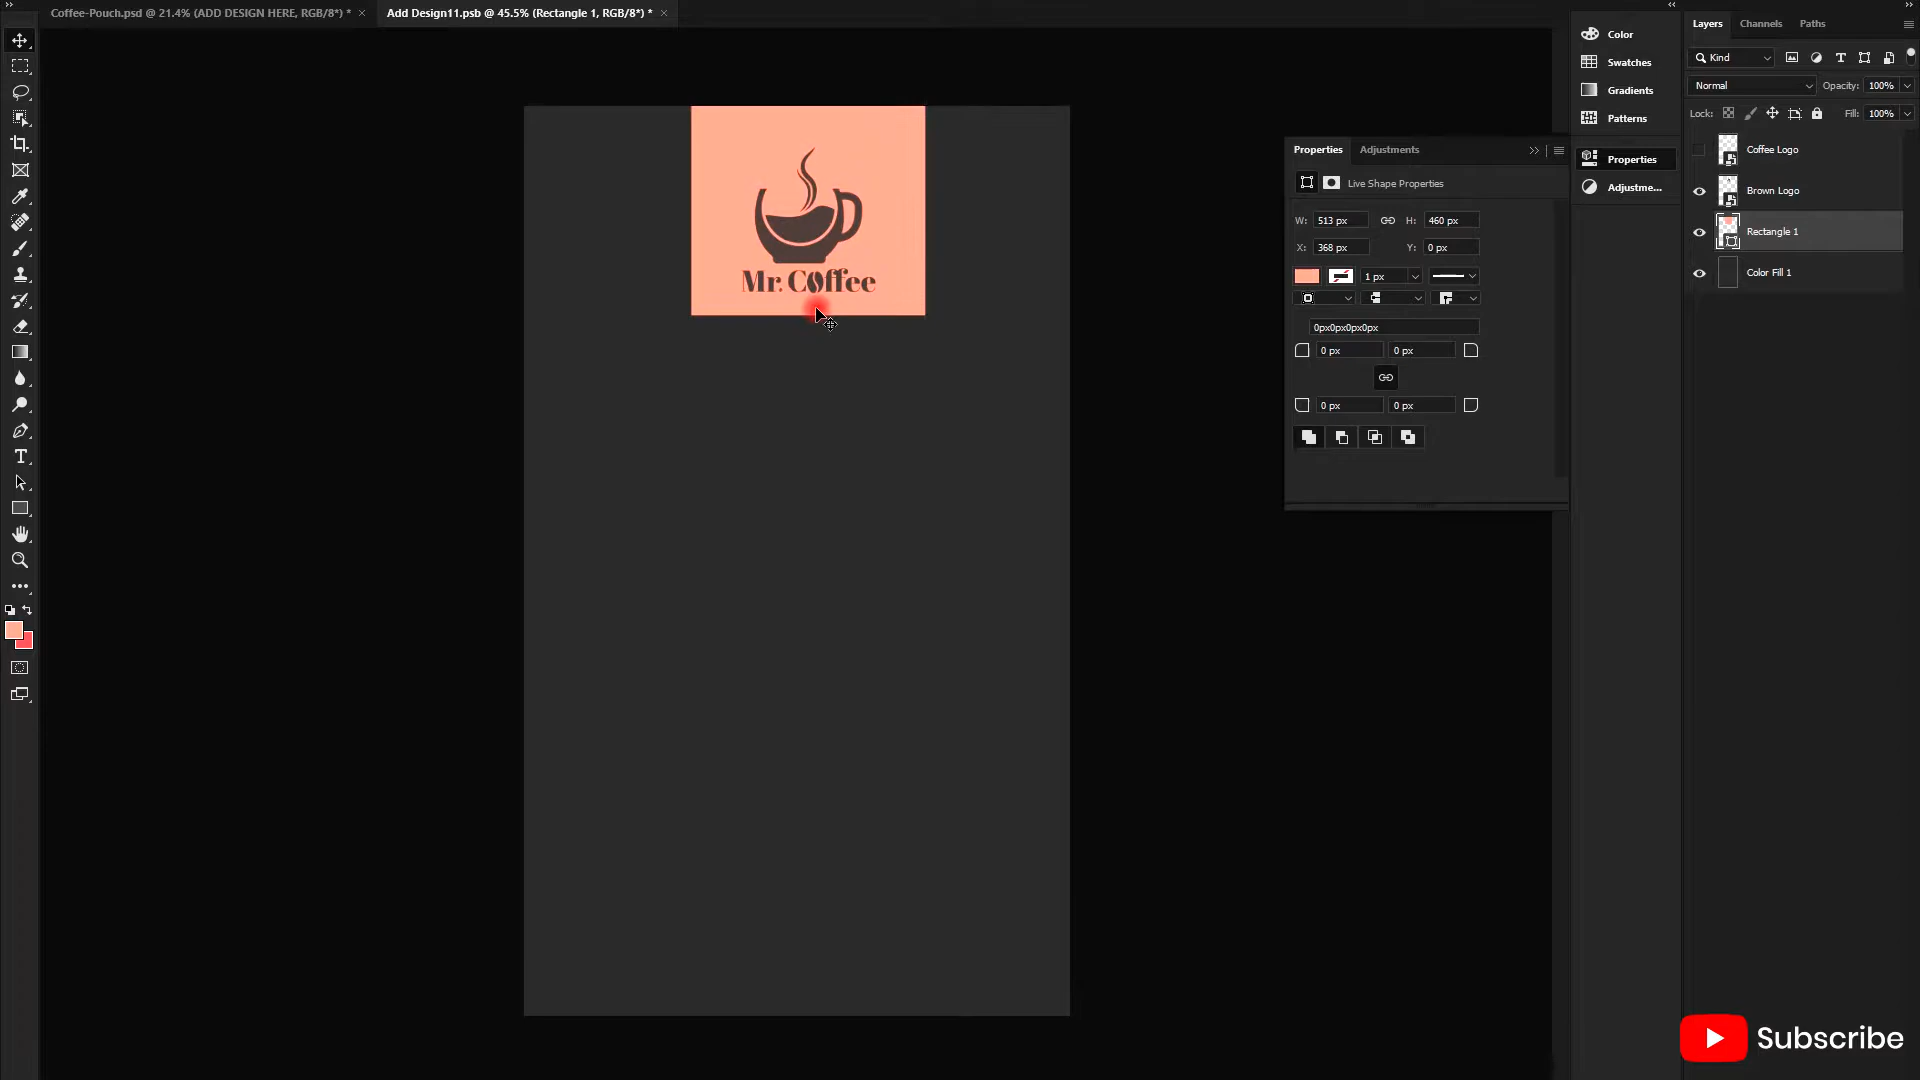 Coffee-Pouch.psd @ 21.4% (ADD DESIGN HERE, RGB/8*) *
Add Design11.psb @ 45.5% (Rectangle 1, RGB/8*) *
Color
Swatches
Gradients
Patterns
Properties
Adjustme...
Layers
Channels
Paths
Kind
Normal
Opacity: 100%
Lock:
Fill: 100%
Coffee Logo
Brown Logo
Rectangle 1
Color Fill 1
Properties
Adjustments
Live Shape Properties
W: 513 px
H: 460 px
X: 368 px
Y: 0 px
1 px
0px0px0px0px
0 px
0 px
0 px
0 px
Mr. Coffee
Subscribe